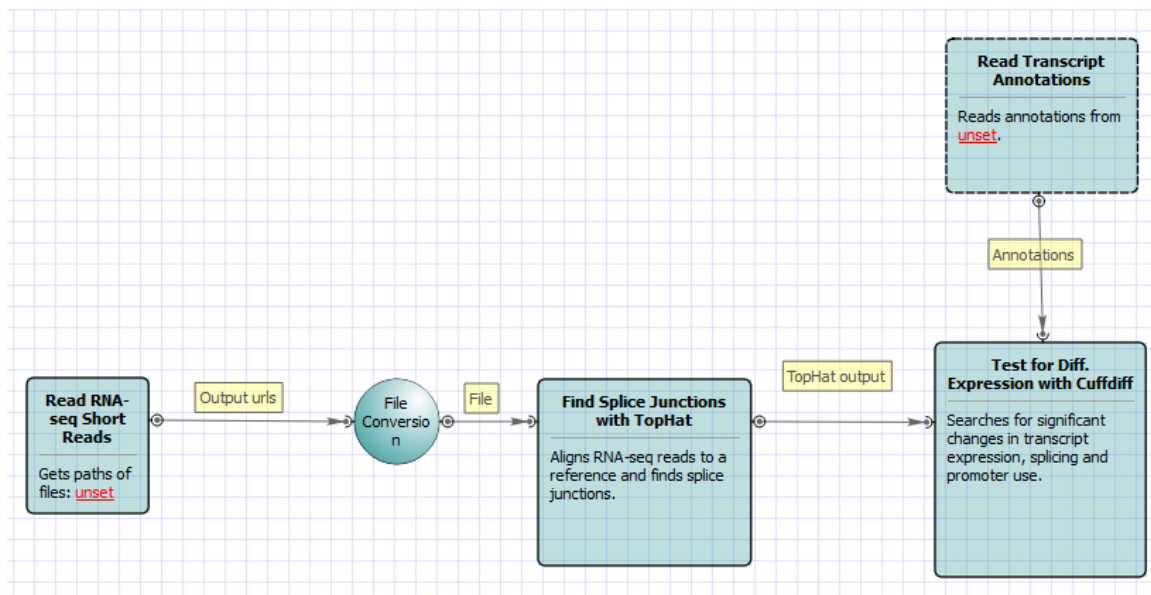 Read Transcript
Annotations
Reads annotations from
unset.
Annotations
Read RNA-
seq Short
Reads
Gets paths of
files: unset
Output urls
File
Conversio
n
File
Find Splice Junctions
with TopHat
Aligns RNA-seq reads to a
reference and finds splice
junctions.
TopHat output
Test for Diff.
Expression with Cuffdiff
Searches for significant
changes in transcript
expression, splicing and
promoter use.